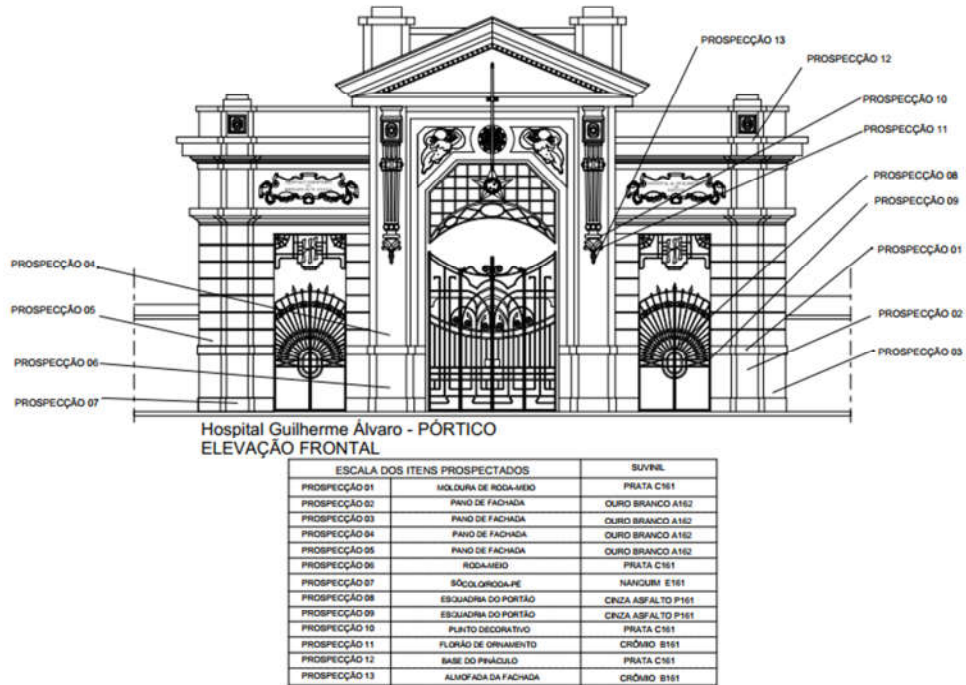 PROSPECÇÃO 13
PROSPECÇÃO 12
PROSPECÇÃO 10
PROSPECÇÃO 11
PROSPECÇÃO 08
PROSPECÇÃO 09
PROSPECÇÃO 01
PROSPECÇÃO 04
PROSPECÇÃO 05
PROSPECÇÃO 02
PROSPECÇÃO 03
PROSPECÇÃO 06
PROSPECÇÃO 07
Hospital Guilherme Álvaro - PÓRTICO
ELEVAÇÃO FRONTAL
ESCALA DOS ITENS PROSPECTADOS SUVINIL
PROSPECÇÃO 01 MOLDURA DE RODA-MEIO PRATA C161
PROSPECÇÃO 02 PANO DE FACHADA OURO BRANCO A162
PROSPECÇÃO 03 PANO DE FACHADA OURO BRANCO A162
PROSPECÇÃO 04 PANO DE FACHADA OURO BRANCO A162
PROSPECÇÃO 05 PANO DE FACHADA OURO BRANCO A162
PROSPECÇÃO 06 RODA-MEIO PRATA C161
PROSPECÇÃO 07 SÓCOLO/RODA-PÉ NANQUIM E161
PROSPECÇÃO 08 ESQUADRIA DO PORTÃO CINZA ASFALTO P161
PROSPECÇÃO 09 ESQUADRIA DO PORTÃO CINZA ASFALTO P161
PROSPECÇÃO 10 PLINTO DECORATIVO PRATA C161
PROSPECÇÃO 11 FLORÃO DE ORNAMENTO CRÔMIO B161
PROSPECÇÃO 12 BASE DO PINÁCULO PRATA C161
PROSPECÇÃO 13 ALMOFADA DA FACHADA CRÔMIO B161